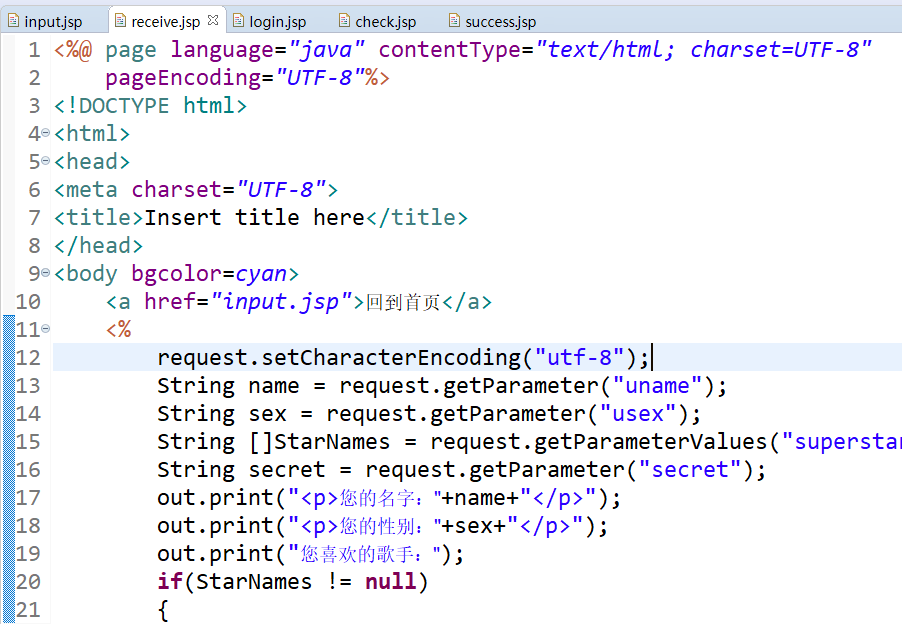 input.jsp receive.jsp login.jsp check.jsp success.jsp
1 <%@ page language="java" contentType="text/html; charset=UTF-8"
2 pageEncoding="UTF-8"%>
3 <!DOCTYPE html>
4 <html>
5 <head>
6 <meta charset="UTF-8">
7 <title>Insert title here</title>
8 </head>
9 <body bgcolor=cyan>
10 <a href="input.jsp">回到首页</a>
11 <%
12 request.setCharacterEncoding("utf-8");
13 String name = request.getParameter("uname");
14 String sex = request.getParameter("usex");
15 String []StarNames = request.getParameterValues("superstar
16 String secret = request.getParameter("secret");
17 out.print("<p>您的名字："+name+"</p>");
18 out.print("<p>您的性别："+sex+"</p>");
19 out.print("您喜欢的歌手：");
20 if(StarNames != null)
21 {